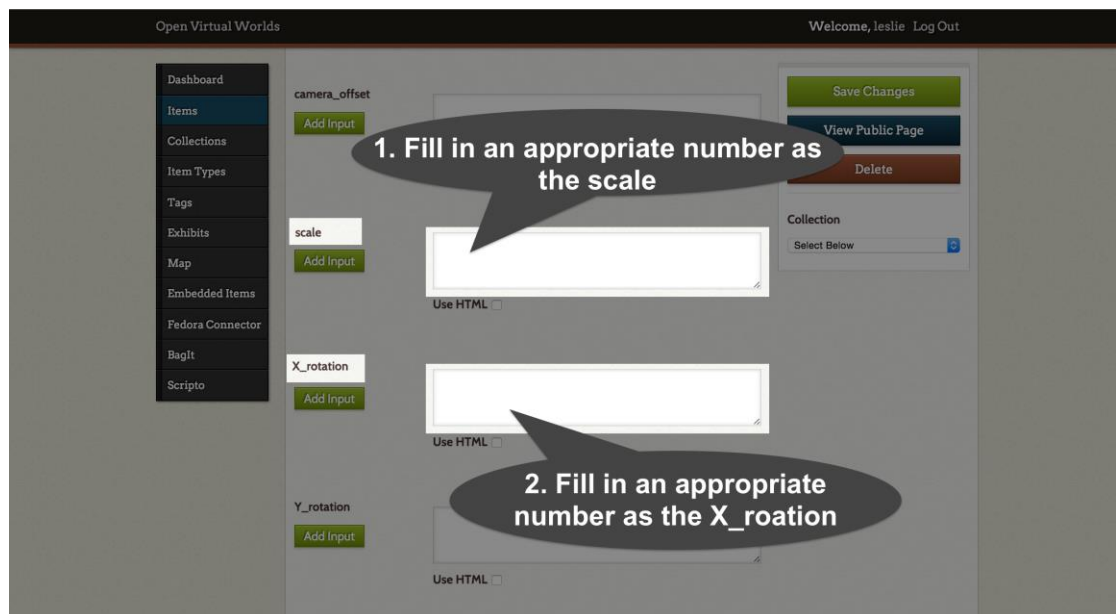 Open Virtual Worlds
Welcome, leslie Log Out
Dashboard
Items
Collections
Item Types
Tags
Exhibits
Map
Embedded Items
Fedora Connector
BagIt
Scripto
camera_offset
Add Input
1. Fill in an appropriate number as
the scale
scale
Add Input
Use HTML
X_rotation
Add Input
Use HTML
2. Fill in an appropriate
number as the X_roation
Y_rotation
Add Input
Use HTML
Save Changes
View Public Page
Delete
Collection
Select Below